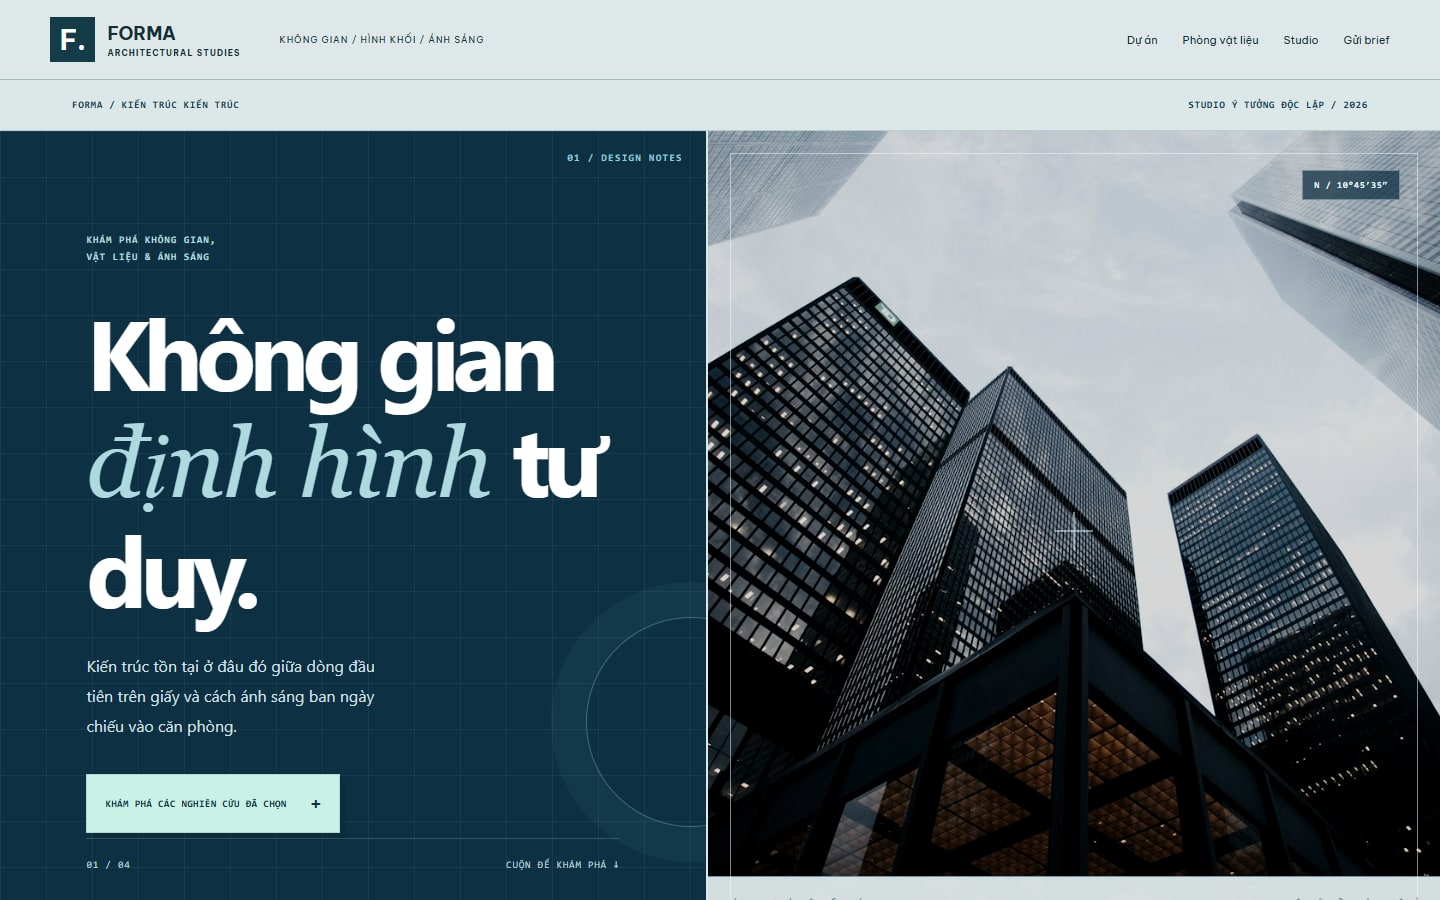 F.
FORMA
ARCHITECTURAL STUDIES
KHÔNG GIAN / HÌNH KHỐI / ÁNH SÁNG
Dự án
Phòng vật liệu
Studio
Gửi brief
FORMA / KIẾN TRÚC KIẾN TRÚC
STUDIO Ý TƯỞNG ĐỘC LẬP / 2026
01 / DESIGN NOTES
N / 10°45'35"
KHÁM PHÁ KHÔNG GIAN,
VẬT LIỆU & ÁNH SÁNG
Không gian
định hình tư
duy.
Kiến trúc tồn tại ở đâu đó giữa dòng đầu
tiên trên giấy và cách ánh sáng ban ngày
chiếu vào căn phòng.
KHÁM PHÁ CÁC NGHIÊN CỨU ĐÃ CHỌN +
01 / 04
CUỘN ĐỂ KHÁM PHÁ ↓